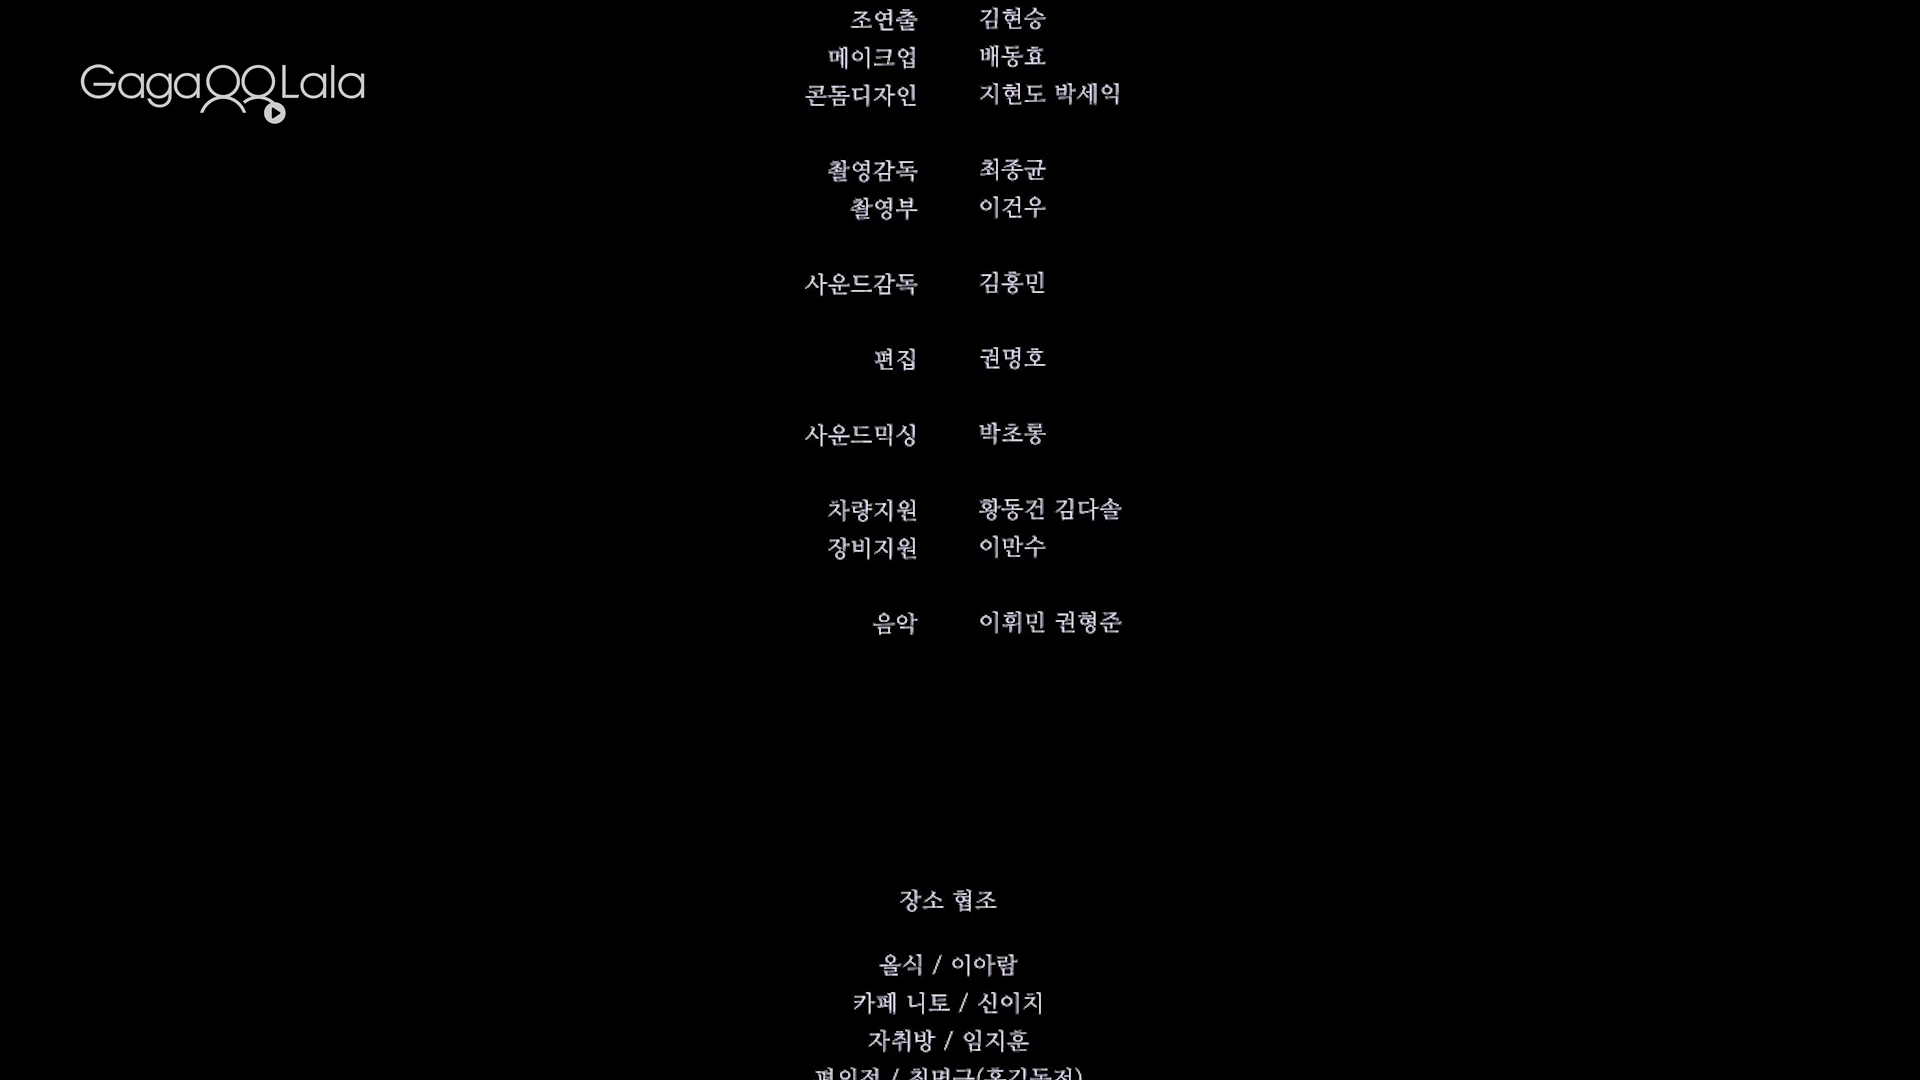 조연출 김현승
GagaOOLala
메이크업 배동효
콘돔디자인 지현도 박세익
촬영감독 최종균
촬영부 이건우
사운드감독 김홍민
편집 권명호
사운드믹싱 박초롱
차량지원 황동건 김다솔
장비지원 이만수
음악 이휘민 권형준
장소 협조
올식 / 이아람
카페 니토 / 신이치
자취방 / 임지훈